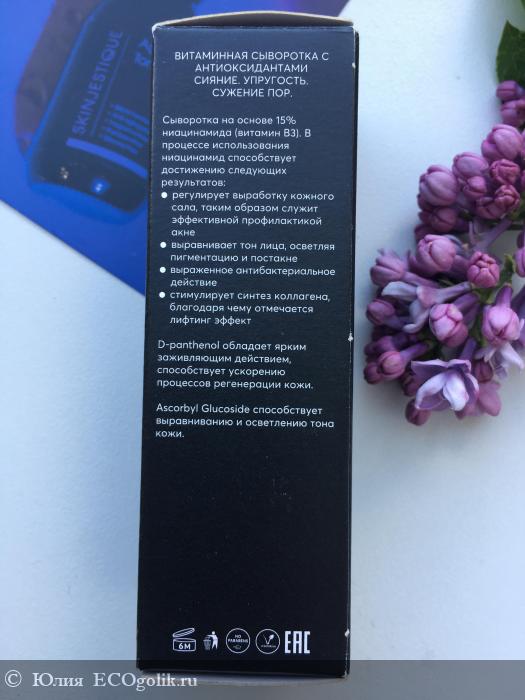 ВИТАМИННАЯ СЫВОРОТКА С
АНТИОКСИДАНТАМИ
СИЯНИЕ. УПРУГОСТЬ.
СУЖЕНИЕ ПОР.
Сыворотка на основе 15%
ниацинамида (витамин В3). В
процессе использования
ниацинамид способствует
достижению следующих
результатов:
● регулирует выработку кожного
сала, таким образом служит
эффективной профилактикой
акне
● выравнивает тон лица, осветляя
пигментацию и постакне
● выраженное антибактериальное
действие
● стимулирует синтез коллагена,
благодаря чему отмечается
лифтинг эффект
D-panthenol обладает ярким
заживляющим действием,
способствует ускорению
процессов регенерации кожи.
Ascorbyl Glucoside способствует
выравниванию и осветлению тона
кожи.
6M
NO
PARABENS
EAC
SKINJESTIQUE
© Юлия ECOgolik.ru